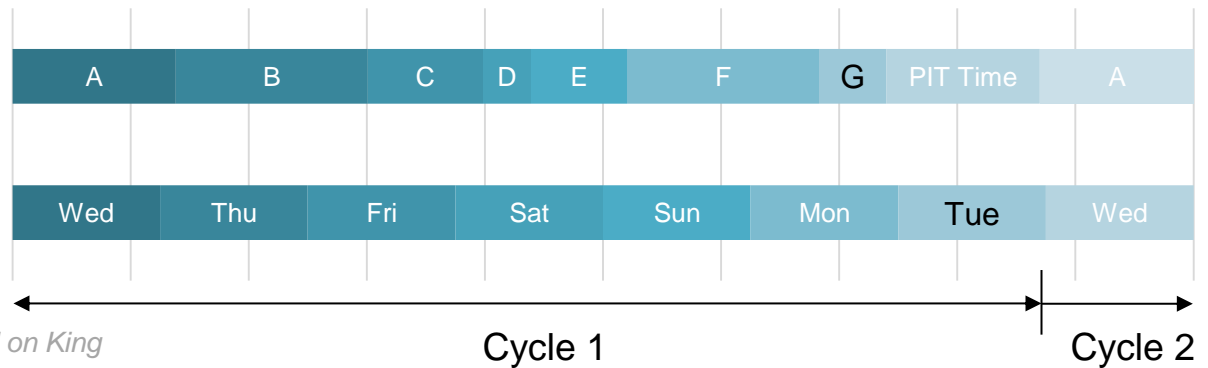 A B C D E F G PIT Time A
Wed Thu Fri Sat Sun Mon Tue Wed
on King Cycle 1 Cycle 2